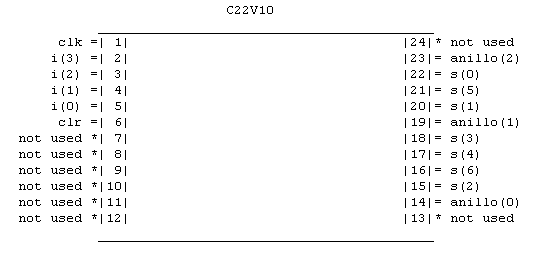 C22V10
clk =| 1| |24|* not used
i(3) =| 2| |23|= anillo(2)
i(2) =| 3| |22|= s(0)
i(1) =| 4| |21|= s(5)
i(0) =| 5| |20|= s(1)
clr =| 6| |19|= anillo(1)
not used *| 7| |18|= s(3)
not used *| 8| |17|= s(4)
not used *| 9| |16|= s(6)
not used *|10| |15|= s(2)
not used *|11| |14|= anillo(0)
not used *|12| |13|* not used